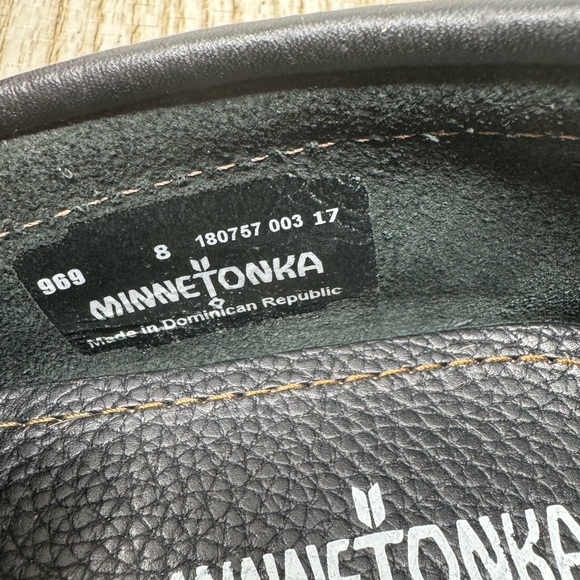 969 8 180757 003 17
MINNETONKA
Made in Dominican Republic
MINNETONKA